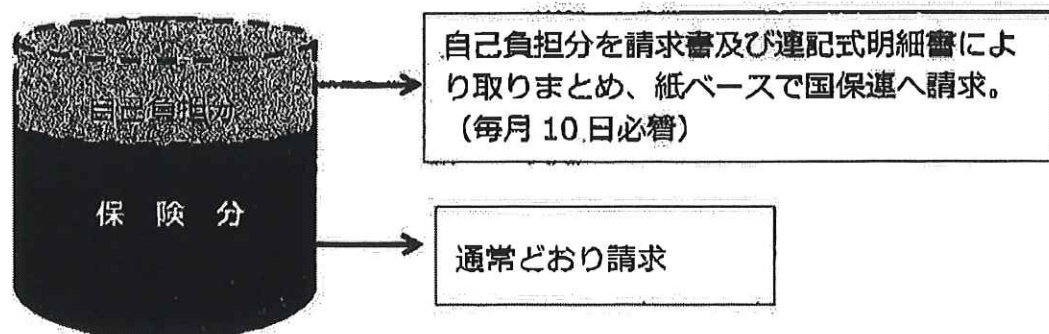 自己負担分
自己負担分を請求書及び連記式明細書によ
り取りまとめ、紙ベースで国保連へ請求。
（毎月10日必着）
保険分
通常どおり請求